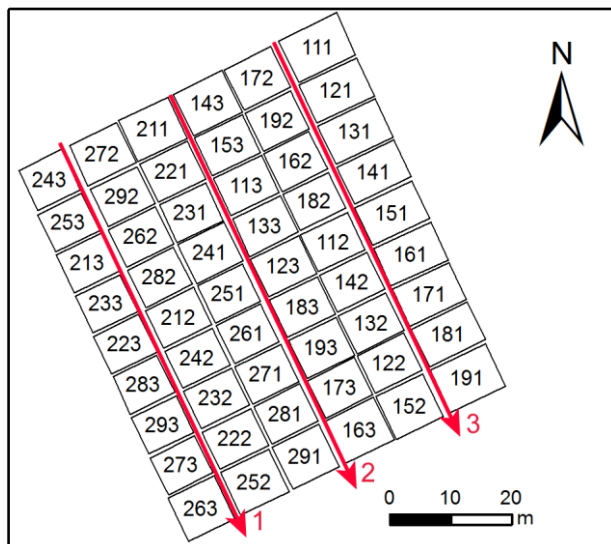 N
243 272 211 143 172 111
253 292 221 153 192 121
213 262 231 113 162 131
233 282 241 133 182 141
223 212 251 123 112 151
283 242 261 183 142 161
293 232 271 193 132 171
273 222 281 173 122 181
263 252 291 163 152 191
1 2 3
0 10 20
m